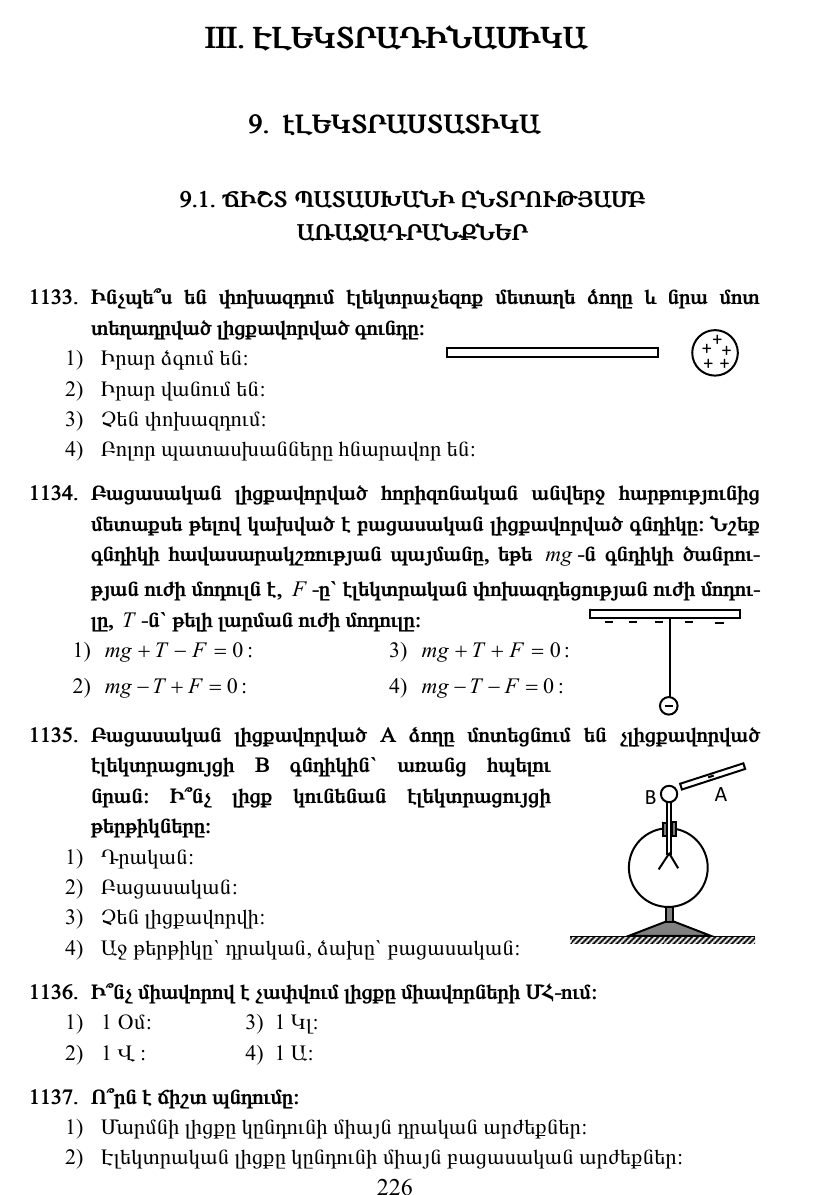 III. ԷԼԵԿՏՐԱԴԻՆԱՄԻԿԱ
9. ԷԼԵԿՏՐԱՍՏԱՏԻԿԱ
9.1. ՃԻՇՏ ՊԱՏԱՍԽԱՆԻ ԸՆՏՐՈՒԹՅԱՄԲ
ԱՌԱՋԱԴՐԱՆՔՆԵՐ
1133. Ինչպե՞ս են փոխազդում էլեկտրաչեզոք մետաղե ձողը և նրա մոտ
տեղադրված լիցքավորված գունդը:
1) Իրար ձգում են:
2) Իրար վանում են:
3) Չեն փոխազդում:
4) Բոլոր պատասխանները հնարավոր են:
+ + + + +
1134. Բացասական լիցքավորված հորիզոնական անվերջ հարթությունից
մետաքսե թելով կախված է բացասական լիցքավորված գնդիկը: Նշեք
գնդիկի հավասարակշռության պայմանը, եթե mg -ն գնդիկի ծանրու-
թյան ուժի մոդուլն է, F -ը՝ էլեկտրական փոխազդեցության ուժի մոդու-
լը, T -ն՝ թելի լարման ուժի մոդուլը:
1) mg + T − F = 0: 3) mg + T + F = 0:
2) mg − T + F = 0: 4) mg − T − F = 0:
1135. Բացասական լիցքավորված A ձողը մոտեցնում են չլիցքավորված
էլեկտրացույցի B գնդիկին՝ առանց հպելու
նրան: Ի՞նչ լիցք կունենան էլեկտրացույցի
թերթիկները:
1) Դրական:
2) Բացասական:
3) Չեն լիցքավորվի:
4) Աջ թերթիկը՝ դրական, ձախը՝ բացասական:
B A
1136. Ի՞նչ միավորով է չափվում լիցքը միավորների ՄՀ-ում:
1) 1 Օմ: 3) 1 Կլ:
2) 1 Վ : 4) 1 Ա:
1137. Ո՞րն է ճիշտ պնդումը:
1) Մարմնի լիցքը կընդունի միայն դրական արժեքներ:
2) Էլեկտրական լիցքը կընդունի միայն բացասական արժեքներ:
226